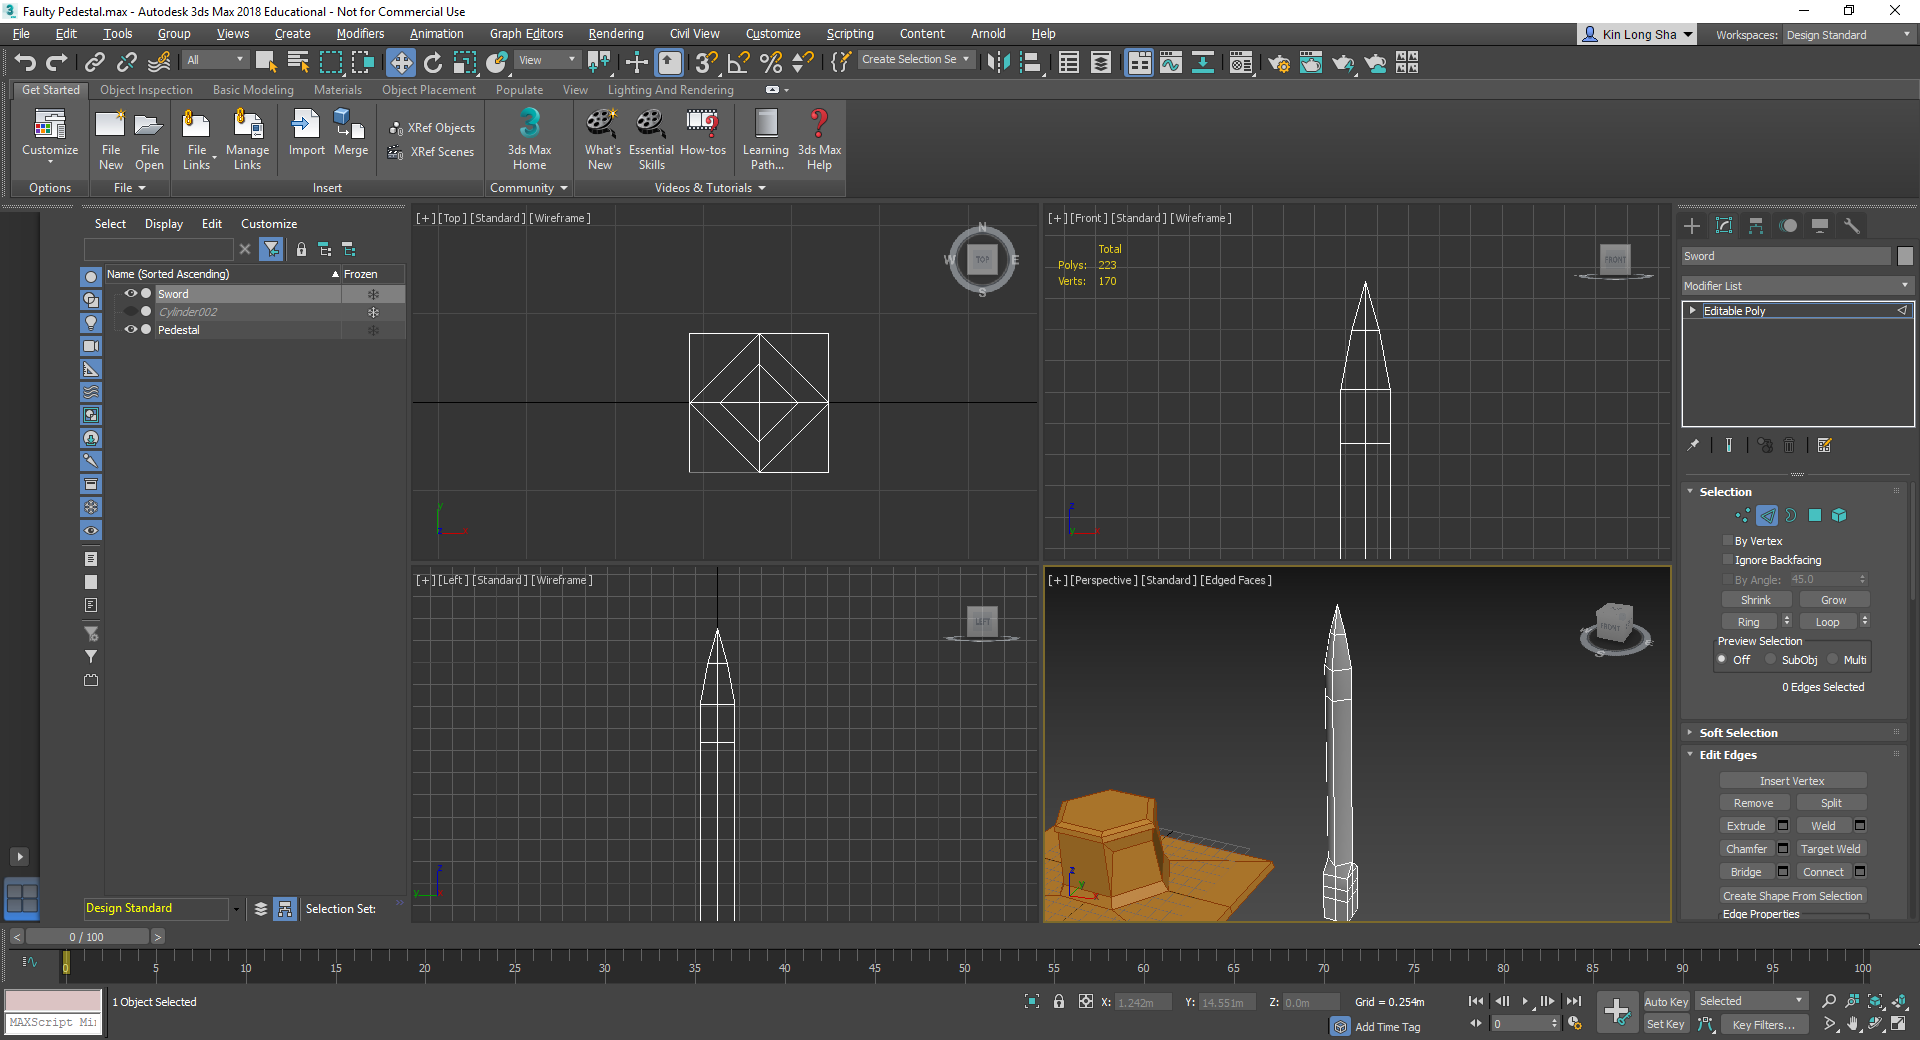 Faulty Pedestal.max - Autodesk 3ds Max 2018 Educational - Not for Commercial Use
File Edit Tools Group Views Create Modifiers Animation Graph Editors Rendering Civil View Customize Scripting Content Arnold Help
Kin Long Sha
Workspaces: Design Standard
All
View
Create Selection Se
Get Started Object Inspection Basic Modeling Materials Object Placement Populate View Lighting And Rendering
Customize
File New
File Open
File Links
Manage Links
Import
Merge
XRef Objects
XRef Scenes
3ds Max Home
What's New
Essential Skills
How-tos
Learning Path...
3ds Max Help
Options
File
Insert
Community
Videos & Tutorials
Select Display Edit Customize
Name (Sorted Ascending) Frozen
Sword
Cylinder002
Pedestal
[+] [Top ] [Standard ] [Wireframe ]
N
W TOP E
S
y
z x
[+] [Front ] [Standard ] [Wireframe ]
Total
Polys: 223
Verts: 170
FRONT
z
y x
[+] [Left ] [Standard ] [Wireframe ]
LEFT
z
y
[+] [Perspective ] [Standard ] [Edged Faces ]
FRONT
S
z
y
x
Sword
Modifier List
Editable Poly
Selection
By Vertex
Ignore Backfacing
By Angle: 45.0
Shrink Grow
Ring Loop
Preview Selection
Off SubObj Multi
0 Edges Selected
Soft Selection
Edit Edges
Insert Vertex
Remove Split
Extrude Weld
Chamfer Target Weld
Bridge Connect
Create Shape From Selection
Edge Properties
Design Standard
Selection Set:
< 0 / 100 >
0 5 10 15 20 25 30 35 40 45 50 55 60 65 70 75 80 85 90 95 100
1 Object Selected
MAXScript Mi
X: 1.242m Y: 14.551m Z: 0.0m Grid = 0.254m
Add Time Tag
0
Auto Key Selected
Set Key Key Filters...